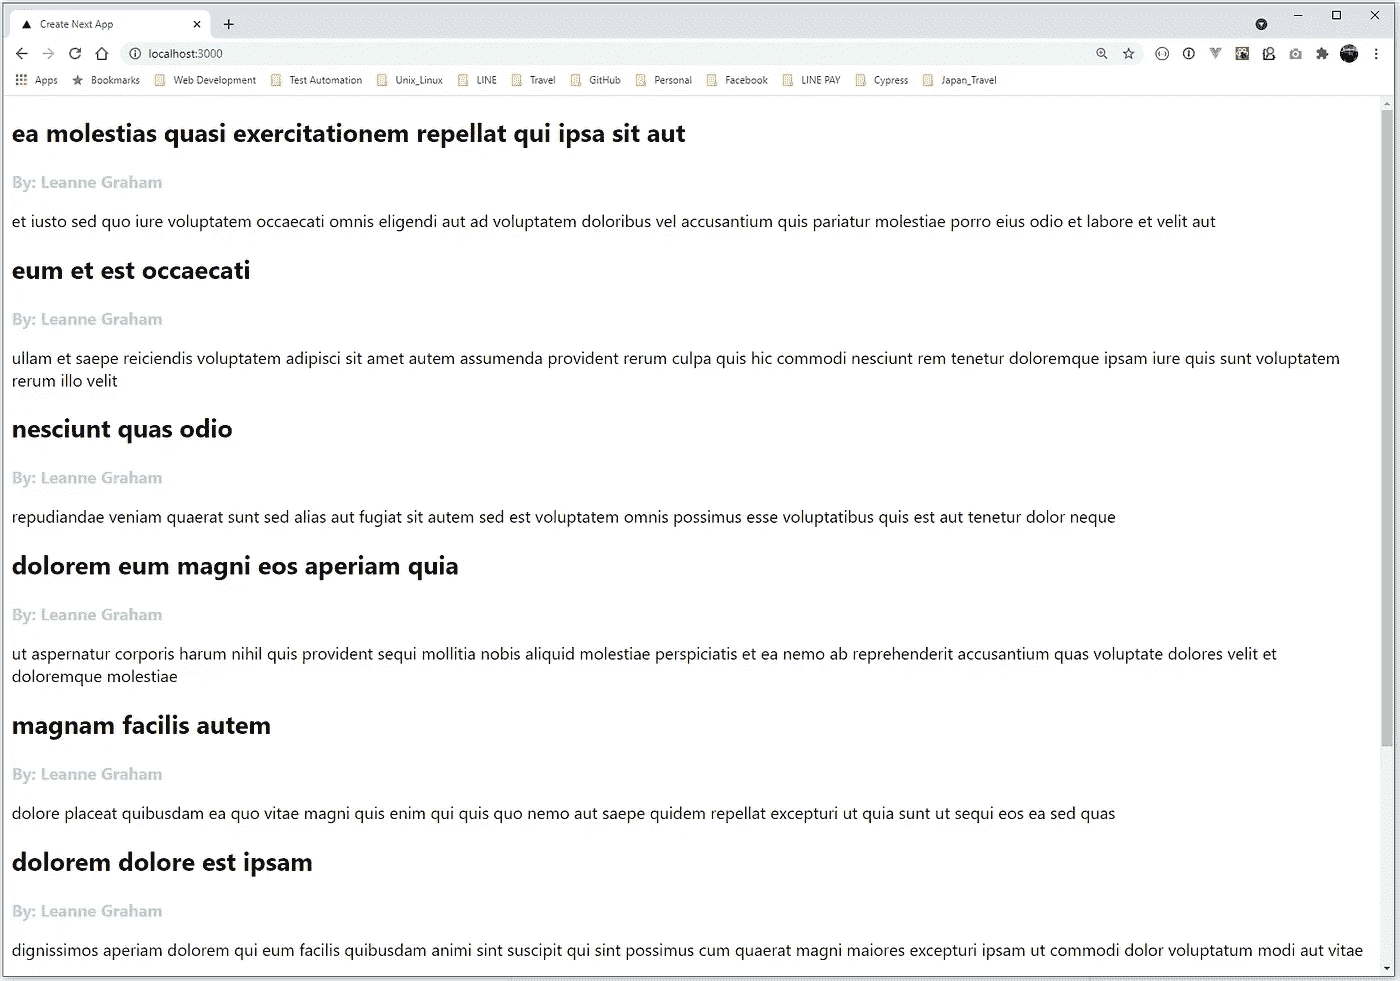 Create Next App
localhost:3000
Apps Bookmarks Web Development Test Automation Unix_Linux LINE Travel GitHub Personal Facebook LINE PAY Cypress Japan_Travel
ea molestias quasi exercitationem repellat qui ipsa sit aut
By: Leanne Graham
et iusto sed quo iure voluptatem occaecati omnis eligendi aut ad voluptatem doloribus vel accusantium quis pariatur molestiae porro eius odio et labore et velit aut
eum et est occaecati
By: Leanne Graham
ullam et saepe reiciendis voluptatem adipisci sit amet autem assumenda provident rerum culpa quis hic commodi nesciunt rem tenetur doloremque ipsam iure quis sunt voluptatem
rerum illo velit
nesciunt quas odio
By: Leanne Graham
repudiandae veniam quaerat sunt sed alias aut fugiat sit autem sed est voluptatem omnis possimus esse voluptatibus quis est aut tenetur dolor neque
dolorem eum magni eos aperiam quia
By: Leanne Graham
ut aspernatur corporis harum nihil quis provident sequi mollitia nobis aliquid molestiae perspiciatis et ea nemo ab reprehenderit accusantium quas voluptate dolores velit et
doloremque molestiae
magnam facilis autem
By: Leanne Graham
dolore placeat quibusdam ea quo vitae magni quis enim qui quis quo nemo aut saepe quidem repellat excepturi ut quia sunt ut sequi eos ea sed quas
dolorem dolore est ipsam
By: Leanne Graham
dignissimos aperiam dolorem qui eum facilis quibusdam animi sint suscipit qui sint possimus cum quaerat magni maiores excepturi ipsam ut commodi dolor voluptatum modi aut vitae